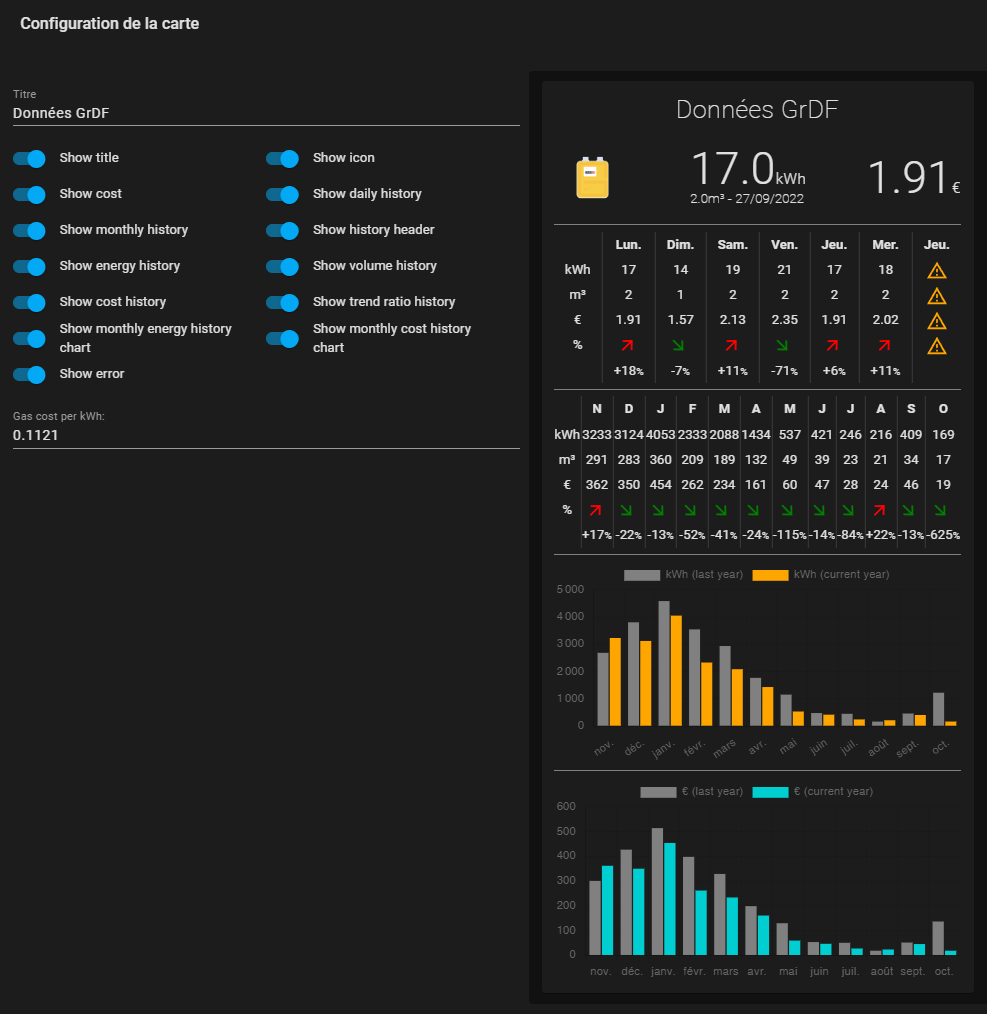 Configuration de la carte
Titre
Données GrDF
Show title
Show icon
Show cost
Show daily history
Show monthly history
Show history header
Show energy history
Show volume history
Show cost history
Show trend ratio history
Show monthly energy history
chart
Show monthly cost history
chart
Show error
Gas cost per kWh:
0.1121
Données GrDF
17.0kWh
2.0m³ - 27/09/2022
1.91€
Lun. Dim. Sam. Ven. Jeu. Mer. Jeu.
kWh 17 14 19 21 17 18
m³ 2 1 2 2 2 2
€ 1.91 1.57 2.13 2.35 1.91 2.02
%
+18% -7% +11% -71% +6% +11%
N D J F M A M J J A S O
kWh 3233 3124 4053 2333 2088 1434 537 421 246 216 409 169
m³ 291 283 360 209 189 132 49 39 23 21 34 17
€ 362 350 454 262 234 161 60 47 28 24 46 19
%
+17% -22% -13% -52% -41% -24% -115% -14% -84% +22% -13% -625%
kWh (last year) kWh (current year)
5 000
4 000
3 000
2 000
1 000
0
nov. déc. janv. févr. mars avr. mai juin juil. août sept. oct.
€ (last year) € (current year)
600
500
400
300
200
100
0
nov. déc. janv. févr. mars avr. mai juin juil. août sept. oct.